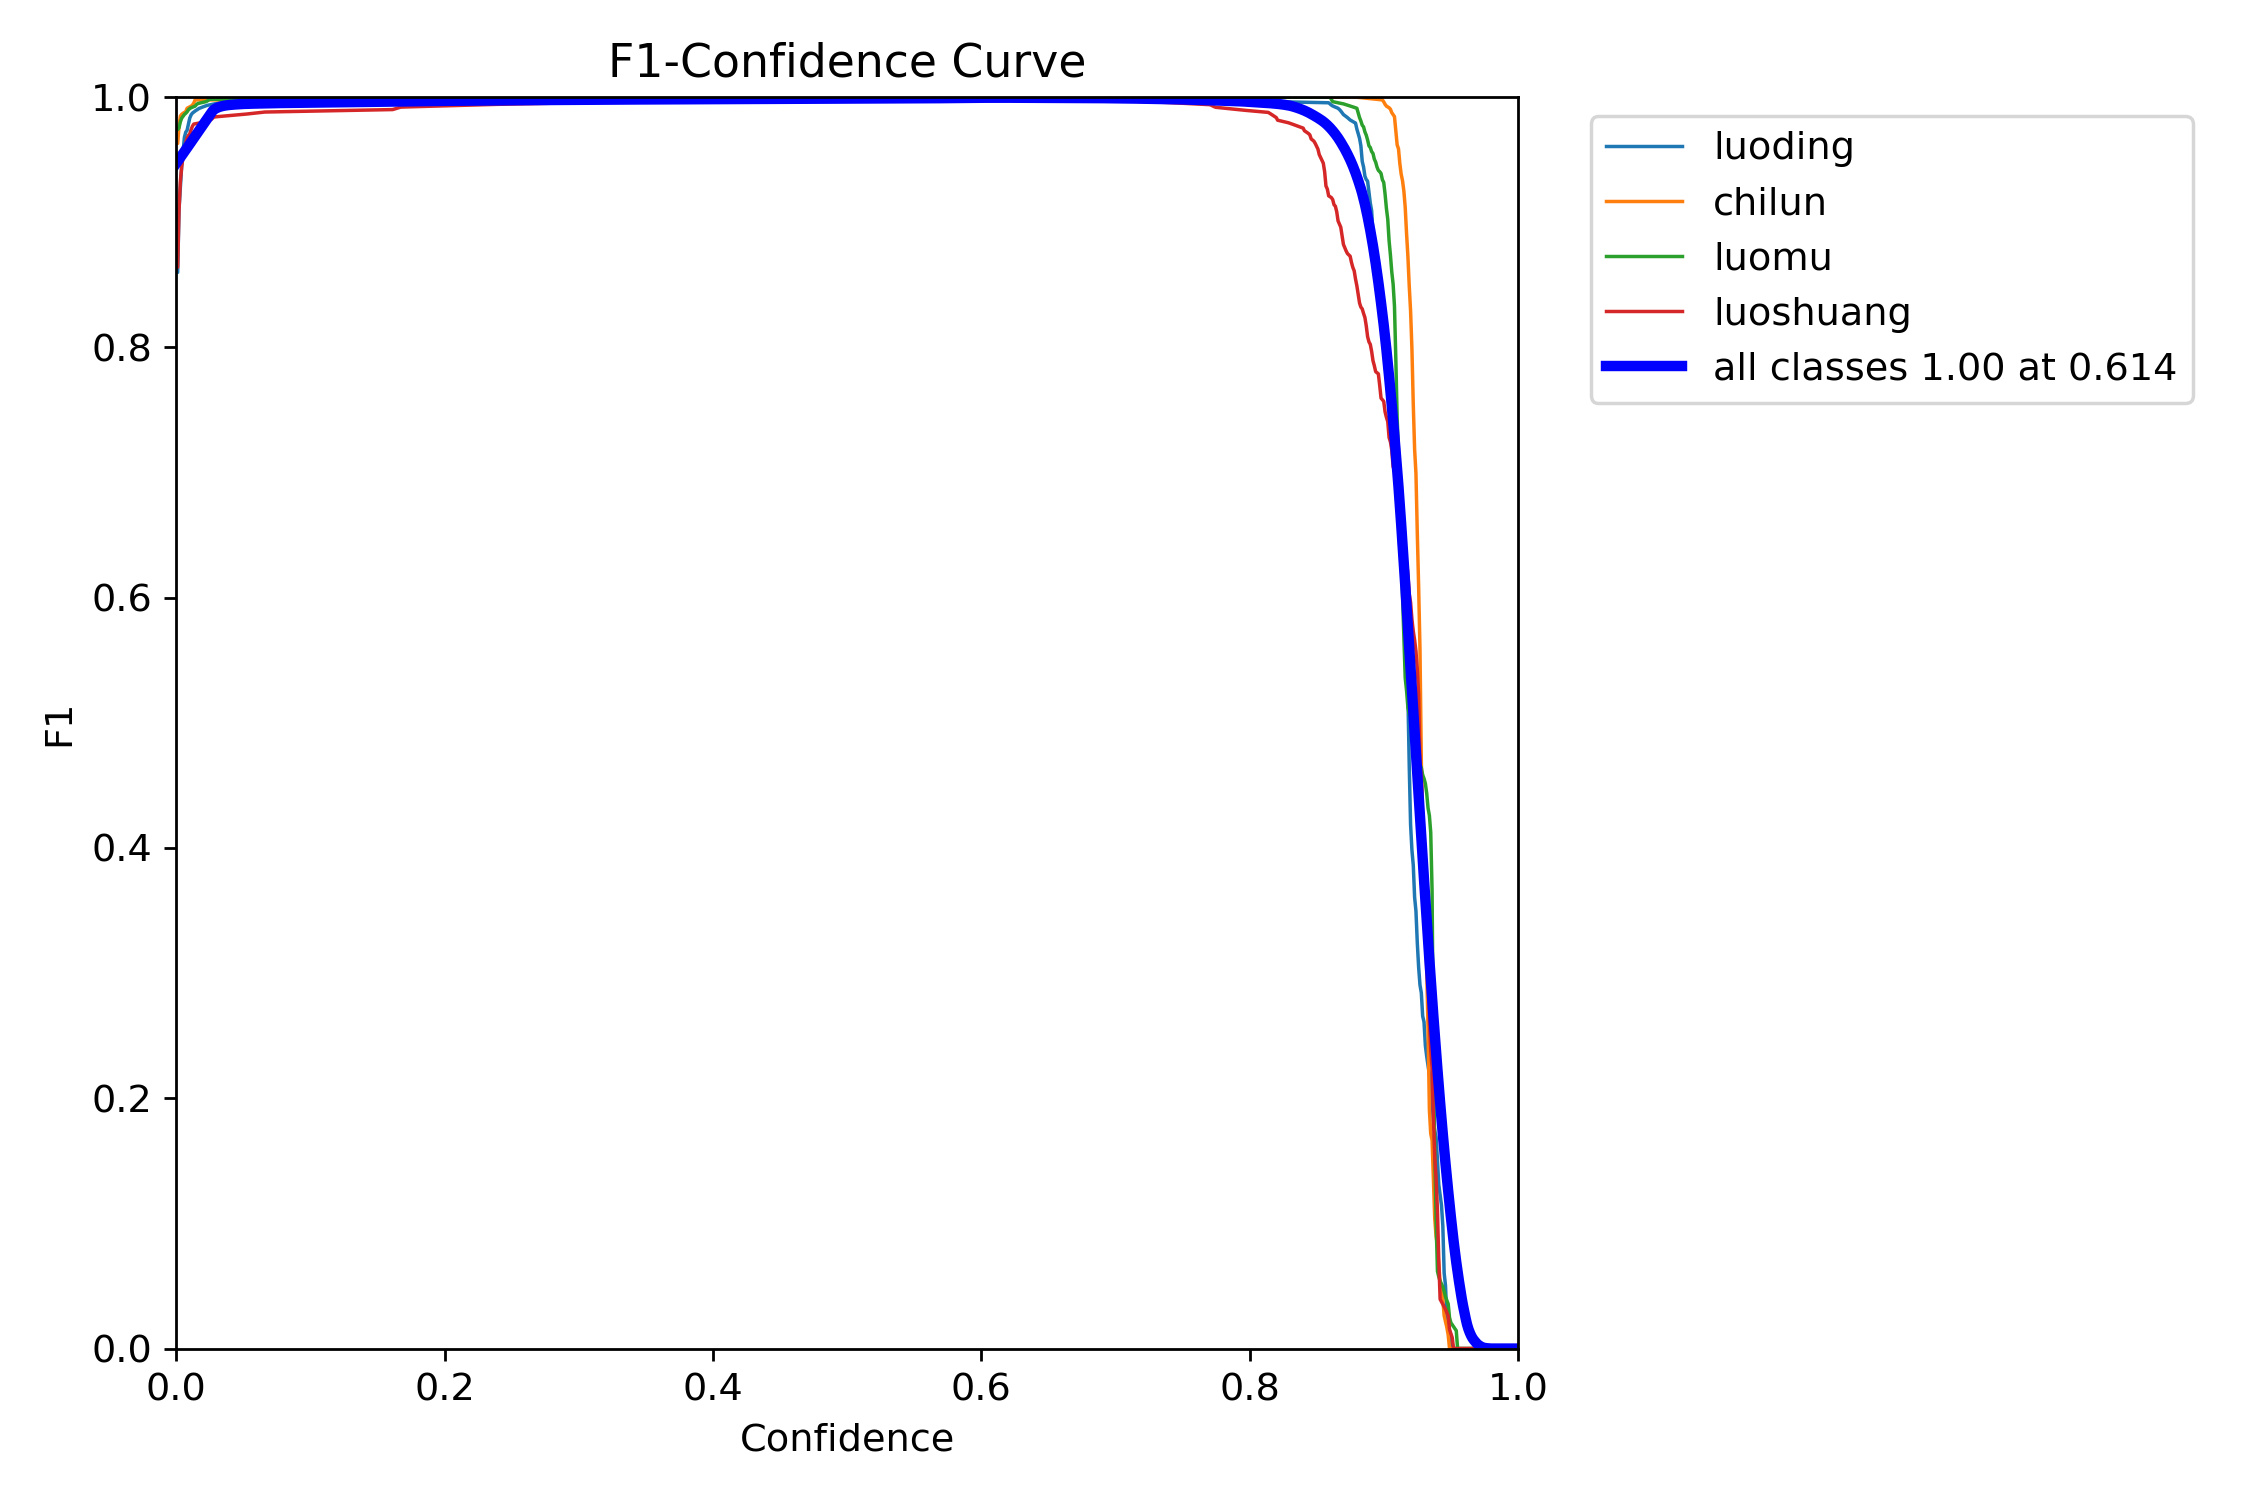 F1-Confidence Curve
1.0
0.8
0.6
0.4
0.2
0.0
F1
0.0 0.2 0.4 0.6 0.8 1.0
Confidence
luoding
chilun
luomu
luoshuang
all classes 1.00 at 0.614